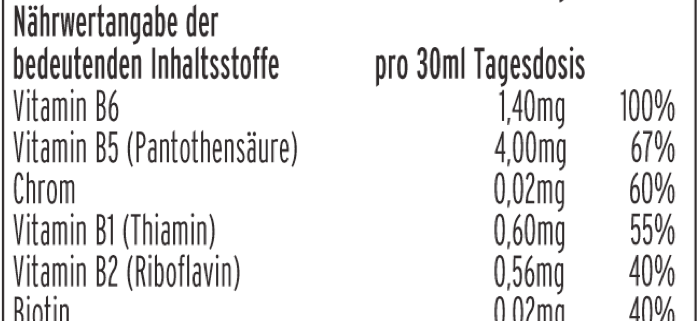 Nährwertangabe der
bedeutenden Inhaltsstoffe pro 30ml Tagesdosis
Vitamin B6 1,40mg 100%
Vitamin B5 (Pantothensäure) 4,00mg 67%
Chrom 0,02mg 60%
Vitamin B1 (Thiamin) 0,60mg 55%
Vitamin B2 (Riboflavin) 0,56mg 40%
Biotin 0,02mg 40%